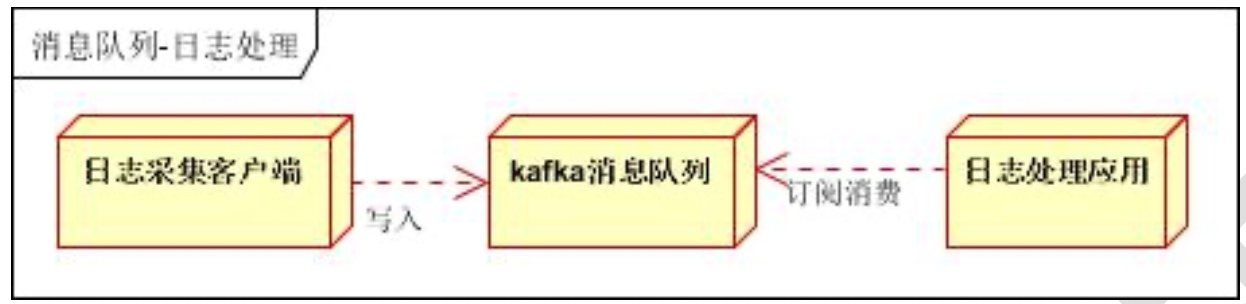 消息队列-日志处理
日志采集客户端
写入
kafka消息队列
订阅消费
日志处理应用